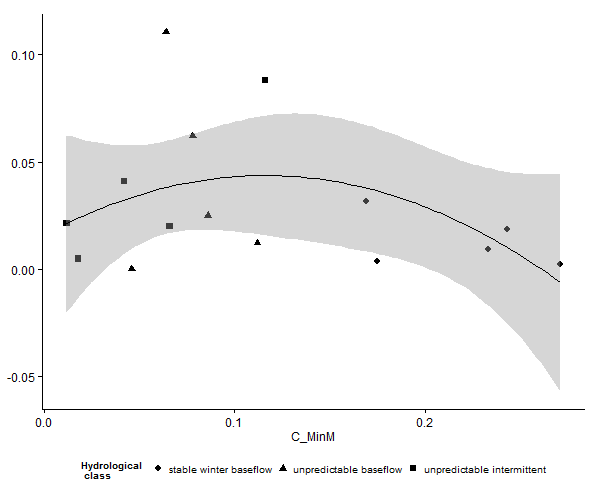 0.10
0.05
0.00
-0.05
0.0 0.1 0.2
C_MinM
Hydrological
class
stable winter baseflow unpredictable baseflow unpredictable intermittent